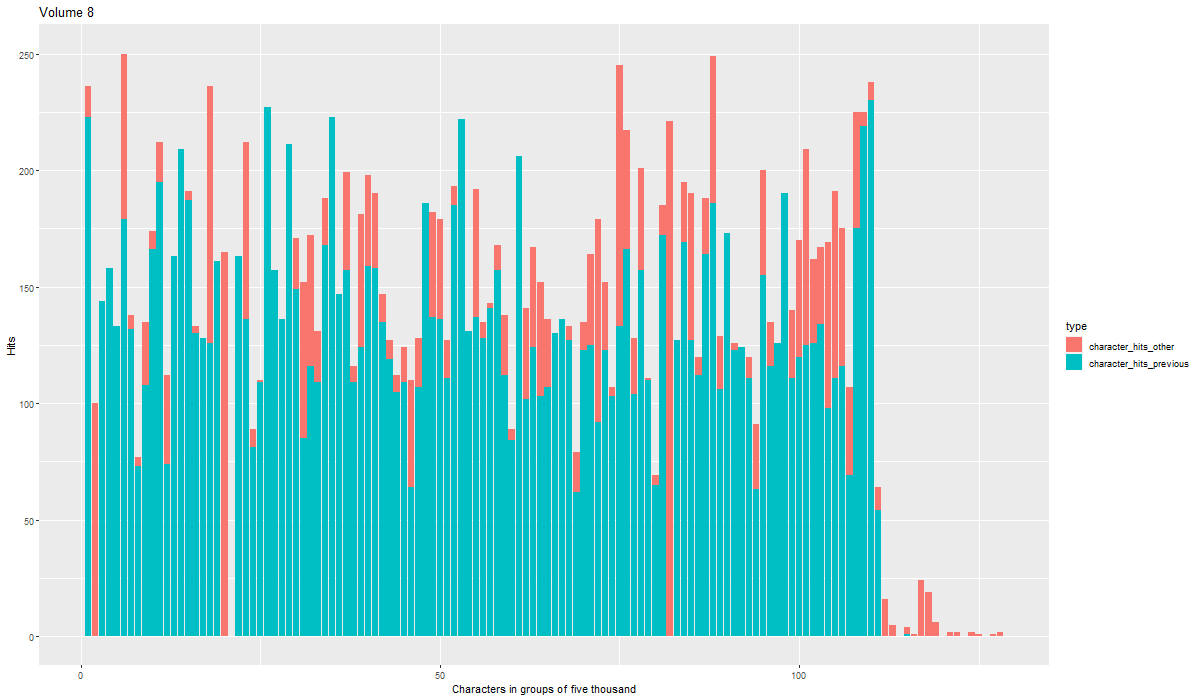 Volume 8
250
200
150
100
50
0
Hits
0 50 100
Characters in groups of five thousand
type
character_hits_other
character_hits_previous